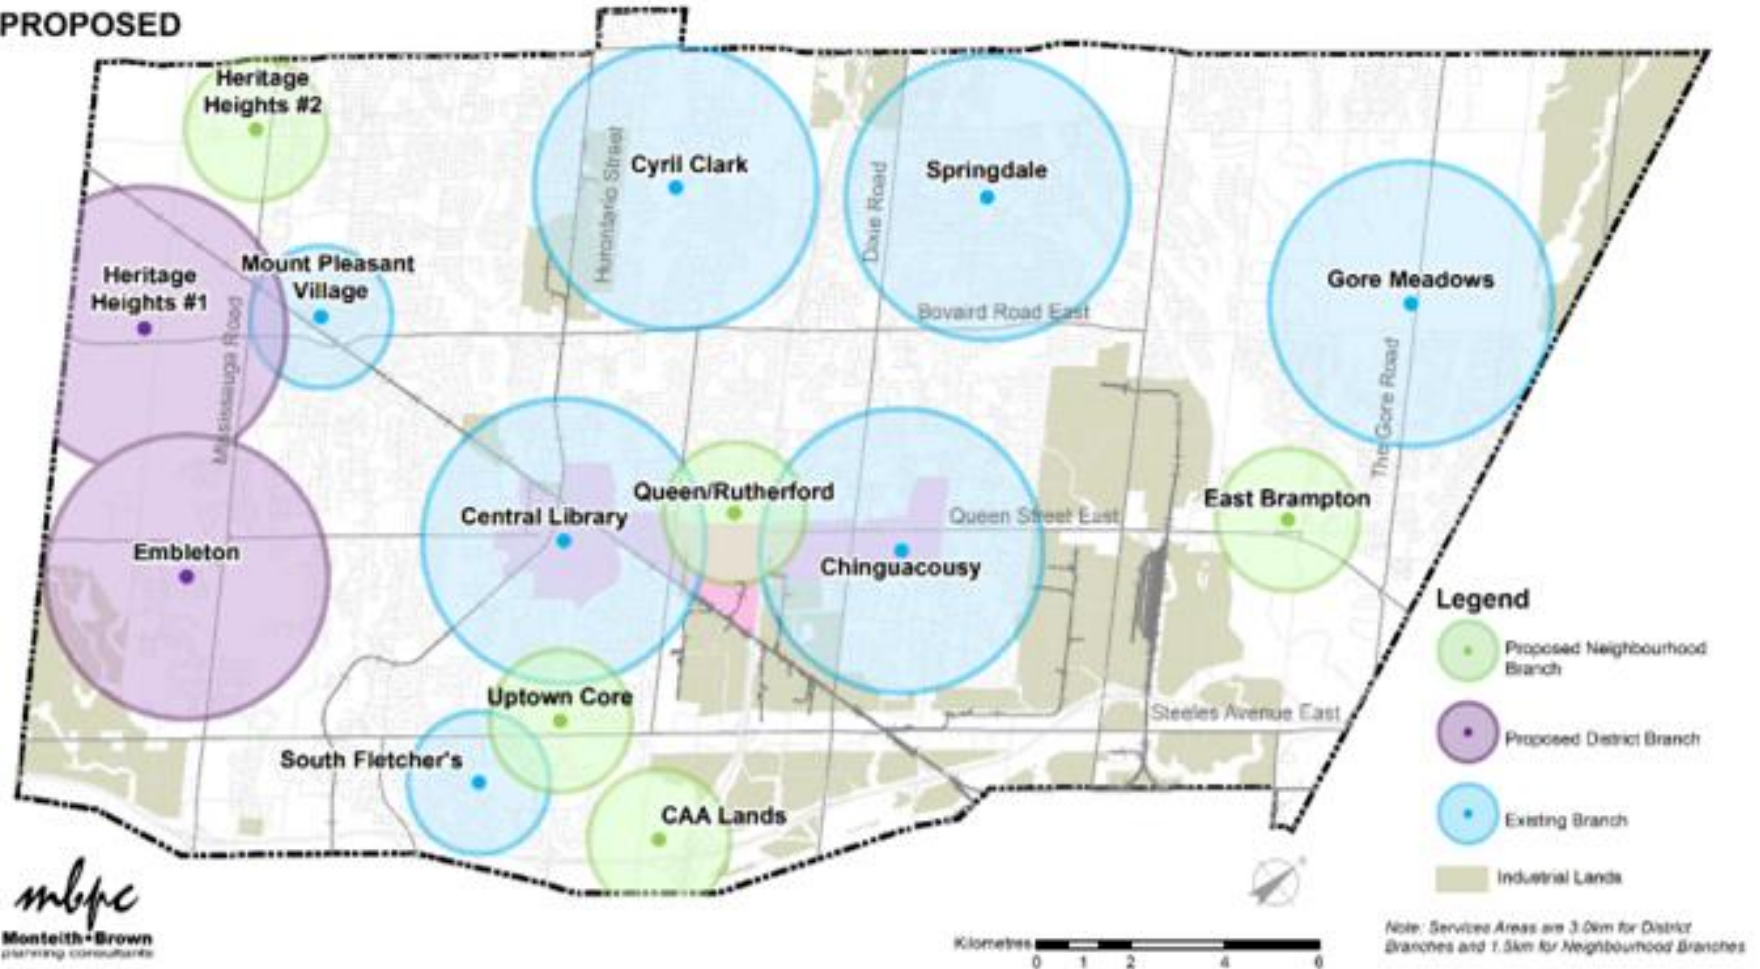 PROPOSED
Heritage
Heights #2
Cyril Clark
Hurontario Street
Springdale
Dixie Road
Mount Pleasant
Village
Heritage
Heights #1
Mississauga Road
Gore Meadows
Bovaird Road East
The Gore Road
Queen/Rutherford
East Brampton
Central Library
Queen Street East
Embleton
Chinguacousy
Uptown Core
Steeles Avenue East
South Fletcher's
CAA Lands
Legend
Proposed Neighbourhood
Branch
Proposed District Branch
Existing Branch
Industrial Lands
mbpc
Monteith•Brown
planning consultants
Kilometres
0 1 2 4 6
Note: Services Areas are 3.0km for District
Branches and 1.5km for Neighbourhood Branches